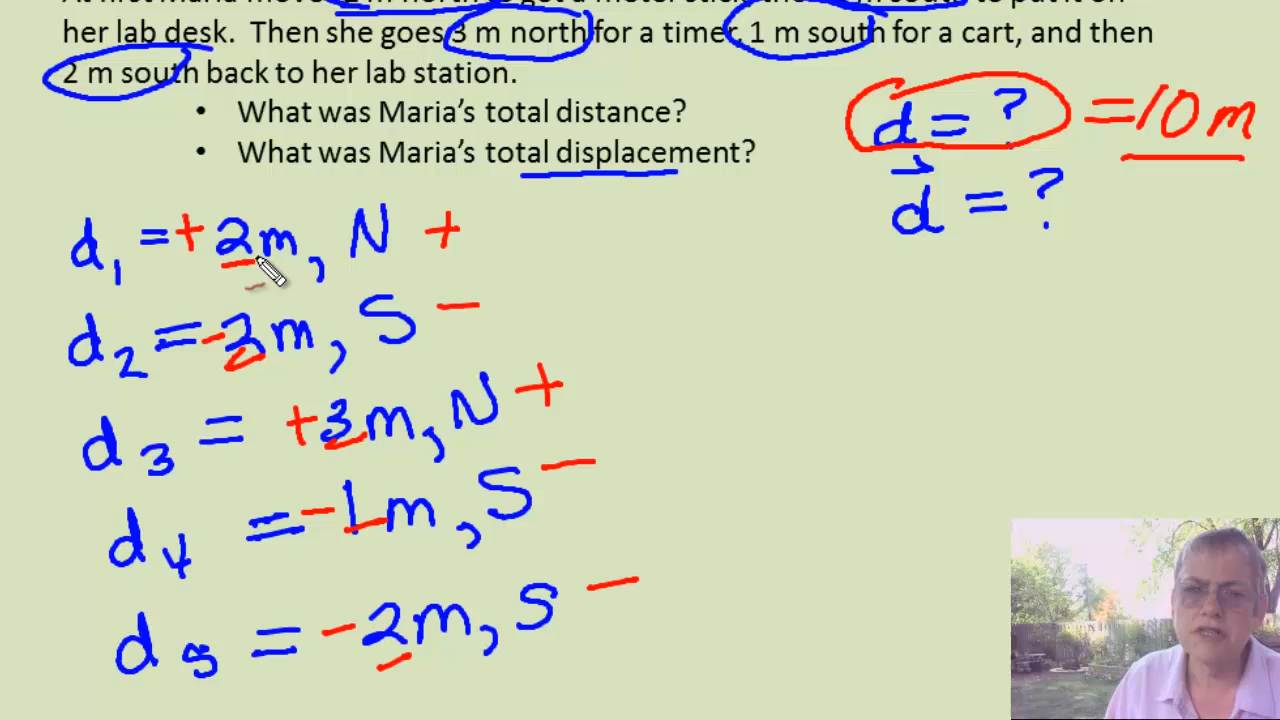 her lab desk. Then she goes 3 m north for a timer, 1 m south for a cart, and then
2 m south back to her lab station.
• What was Maria's total distance?
• What was Maria's total displacement?
d = ? = 10 m
d⃗ = ?
d₁ = + 2m, N +
d₂ = - 2m, S -
d₃ = + 3m, N +
d₄ = - 1m, S -
d₅ = - 2m, S -